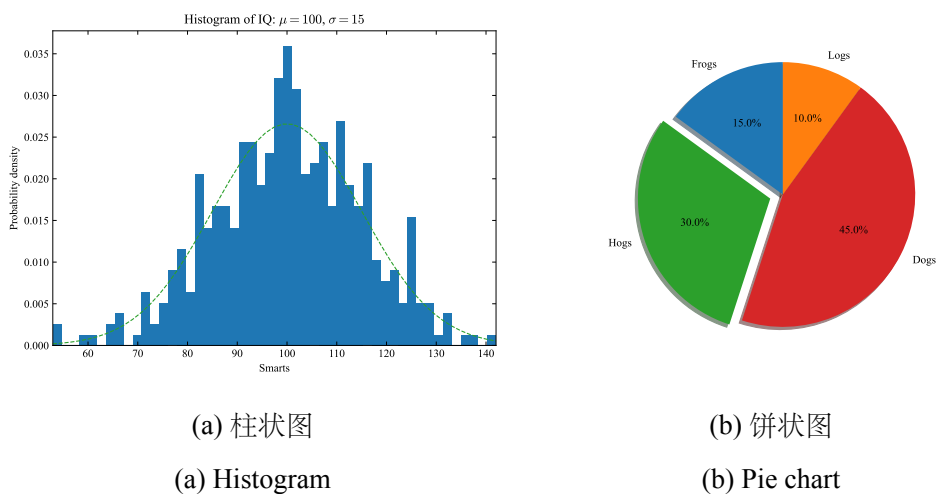 Histogram of IQ: μ = 100, σ = 15
Probability density
0.035
0.030
0.025
0.020
0.015
0.010
0.005
0.000
60 70 80 90 100 110 120 130 140
Smarts
(a) 柱状图
(a) Histogram
Frogs
Logs
Hogs
Dogs
15.0%
10.0%
30.0%
45.0%
(b) 饼状图
(b) Pie chart